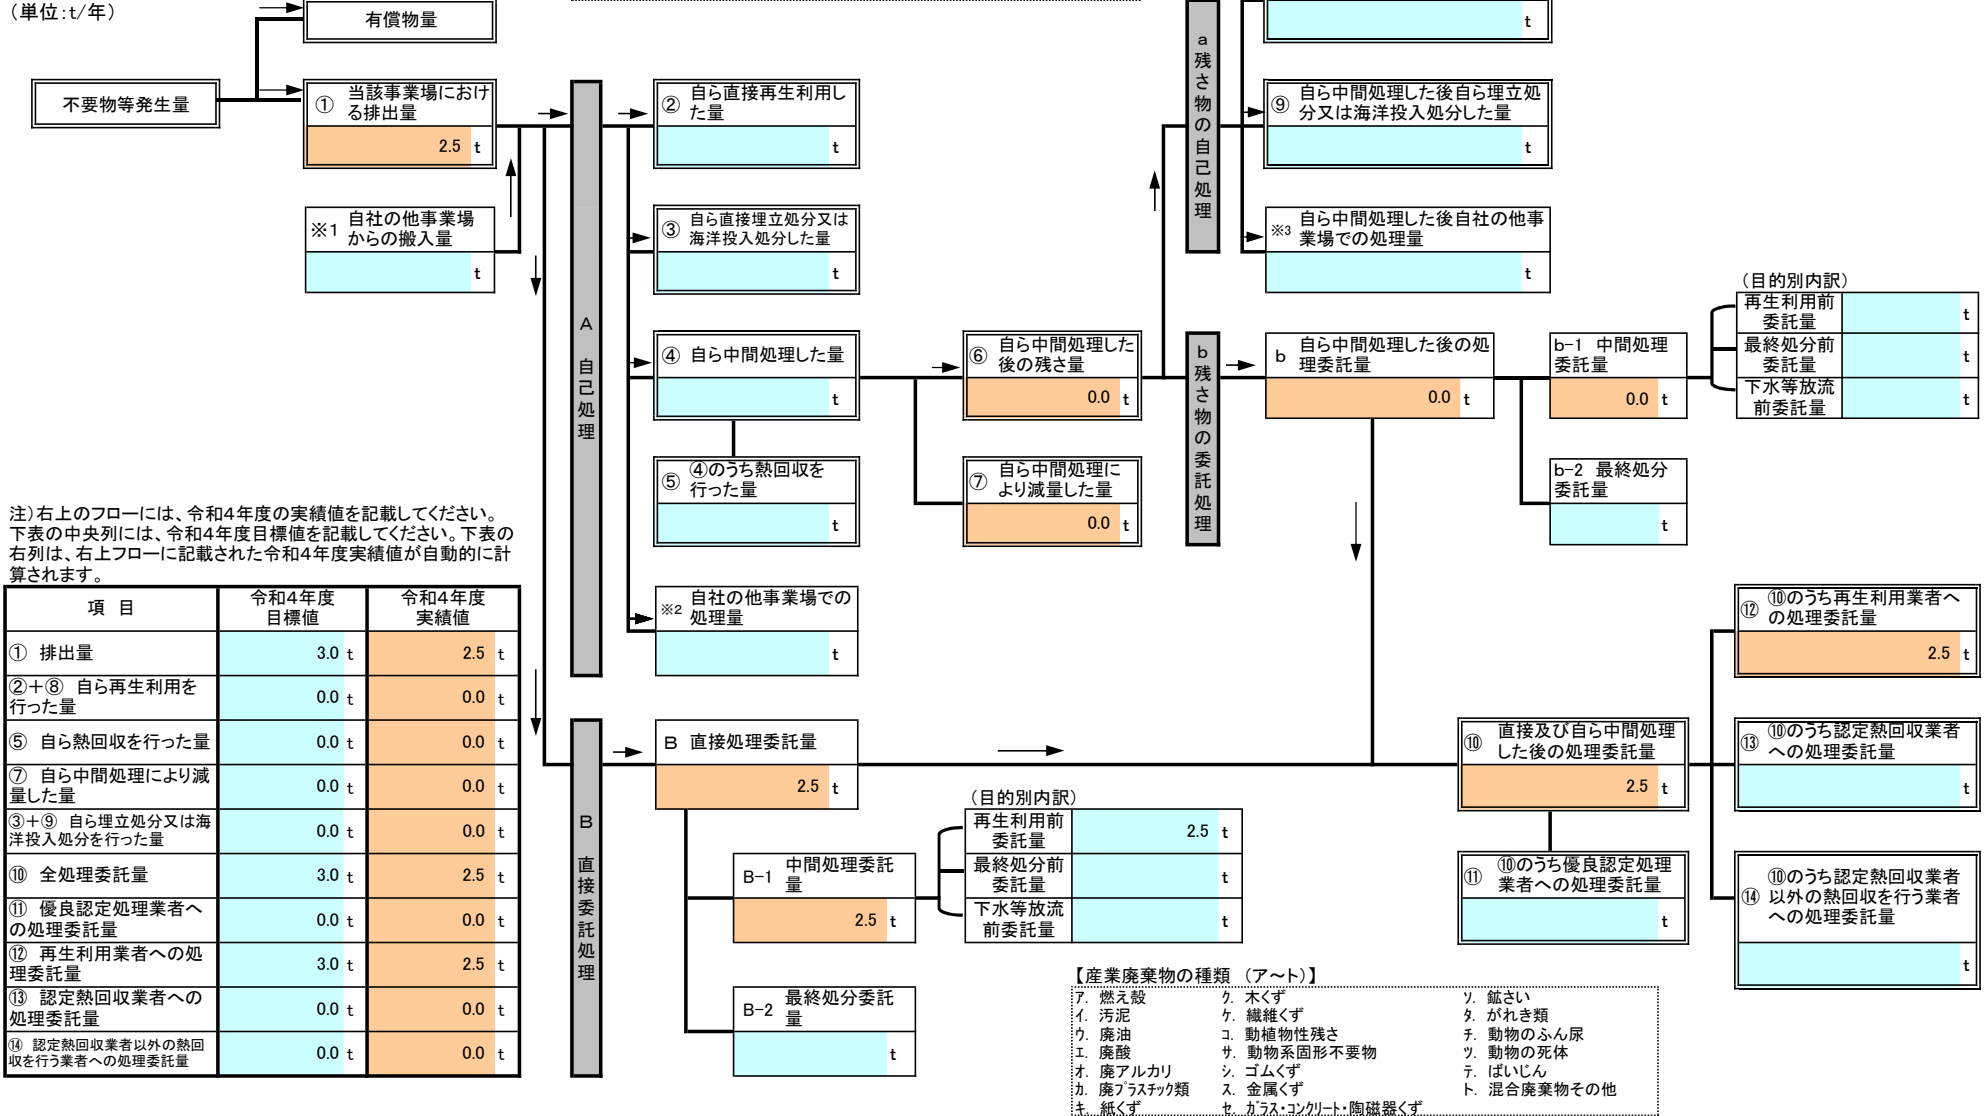 (単位:t/年)
有償物量
t
不要物等発生量
① 当該事業場におけ
る排出量
2.5 t
※1 自社の他事業場
からの搬入量
t
A 自己処理
② 自ら直接再生利用し
た量
t
③ 自ら直接埋立処分又は
海洋投入処分した量
t
④ 自ら中間処理した量
t
⑤ ④のうち熱回収を
行った量
t
※2 自社の他事業場での
処理量
t
⑥ 自ら中間処理した
後の残さ量
0.0 t
⑦ 自ら中間処理に
より減量した量
0.0 t
a 残さ物の自己処理
⑨ 自ら中間処理した後自ら埋立処
分又は海洋投入処分した量
t
※3 自ら中間処理した後自社の他事
業場での処理量
t
b 残さ物の委託処理
b 自ら中間処理した後の処
理委託量
0.0 t
b-1 中間処理
委託量
0.0 t
b-2 最終処分
委託量
t
(目的別内訳)
再生利用前
委託量
t
最終処分前
委託量
t
下水等放流
前委託量
t
注)右上のフローには、令和4年度の実績値を記載してください。
下表の中央列には、令和4年度目標値を記載してください。下表の
右列は、右上フローに記載された令和4年度実績値が自動的に計
算されます。
項 目 令和4年度
目標値 令和4年度
実績値
① 排出量 3.0 t 2.5 t
②+⑧ 自ら再生利用を
行った量 0.0 t 0.0 t
⑤ 自ら熱回収を行った量 0.0 t 0.0 t
⑦ 自ら中間処理により減
量した量 0.0 t 0.0 t
③+⑨ 自ら埋立処分又は海
洋投入処分を行った量 0.0 t 0.0 t
⑩ 全処理委託量 3.0 t 2.5 t
⑪ 優良認定処理業者へ
の処理委託量 0.0 t 0.0 t
⑫ 再生利用業者への処
理委託量 3.0 t 2.5 t
⑬ 認定熱回収業者への
処理委託量 0.0 t 0.0 t
⑭ 認定熱回収業者以外の熱回
収を行う業者への処理委託量 0.0 t 0.0 t
B 直接委託処理
B 直接処理委託量
2.5 t
B-1 中間処理委託
量
2.5 t
B-2 最終処分委託
量
t
(目的別内訳)
再生利用前
委託量
2.5 t
最終処分前
委託量
t
下水等放流
前委託量
t
⑩ 直接及び自ら中間処理
した後の処理委託量
2.5 t
⑪ ⑩のうち優良認定処理
業者への処理委託量
t
⑫ ⑩のうち再生利用業者へ
の処理委託量
2.5 t
⑬ ⑩のうち認定熱回収業者
への処理委託量
t
⑭ ⑩のうち認定熱回収業者
以外の熱回収を行う業者
への処理委託量
t
【産業廃棄物の種類 (ア~ト)】
ア. 燃え殻 ク. 木くず ソ. 鉱さい
イ. 汚泥 ケ. 繊維くず タ. がれき類
ウ. 廃油 コ. 動植物性残さ チ. 動物のふん尿
エ. 廃酸 サ. 動物系固形不要物 ツ. 動物の死体
オ. 廃アルカリ シ. ゴムくず テ. ばいじん
カ. 廃プラスチック類 ス. 金属くず ト. 混合廃棄物その他
キ. 紙くず セ. ガラス・コンクリート・陶磁器くず